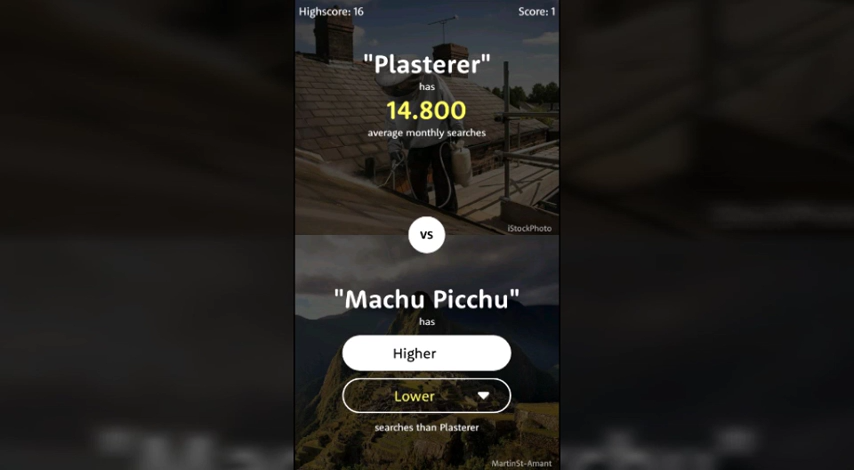 Highscore: 16
Score: 1
"Plasterer"
has
14.800
average monthly searches
iStockPhoto
VS
"Machu Picchu"
has
Higher
Lower
searches than Plasterer
MartinSt-Amant